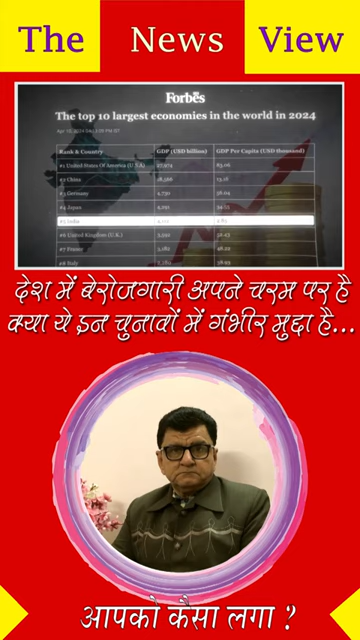 The News View
Forbes
The top 10 largest economies in the world in 2024
Rank & Country GDP (USD billion) GDP Per Capita (USD thousand)
#1 United States Of America (U.S.A)
#2 China
#3 Germany
#4 Japan
#5 India
#6 United Kingdom (U.K.)
#7 France
#8 Italy
देश में बेरोजगारी अपने चरम पर है
क्या ये इन चुनावों में गंभीर मुद्दा है...
आपको कैसा लगा ?